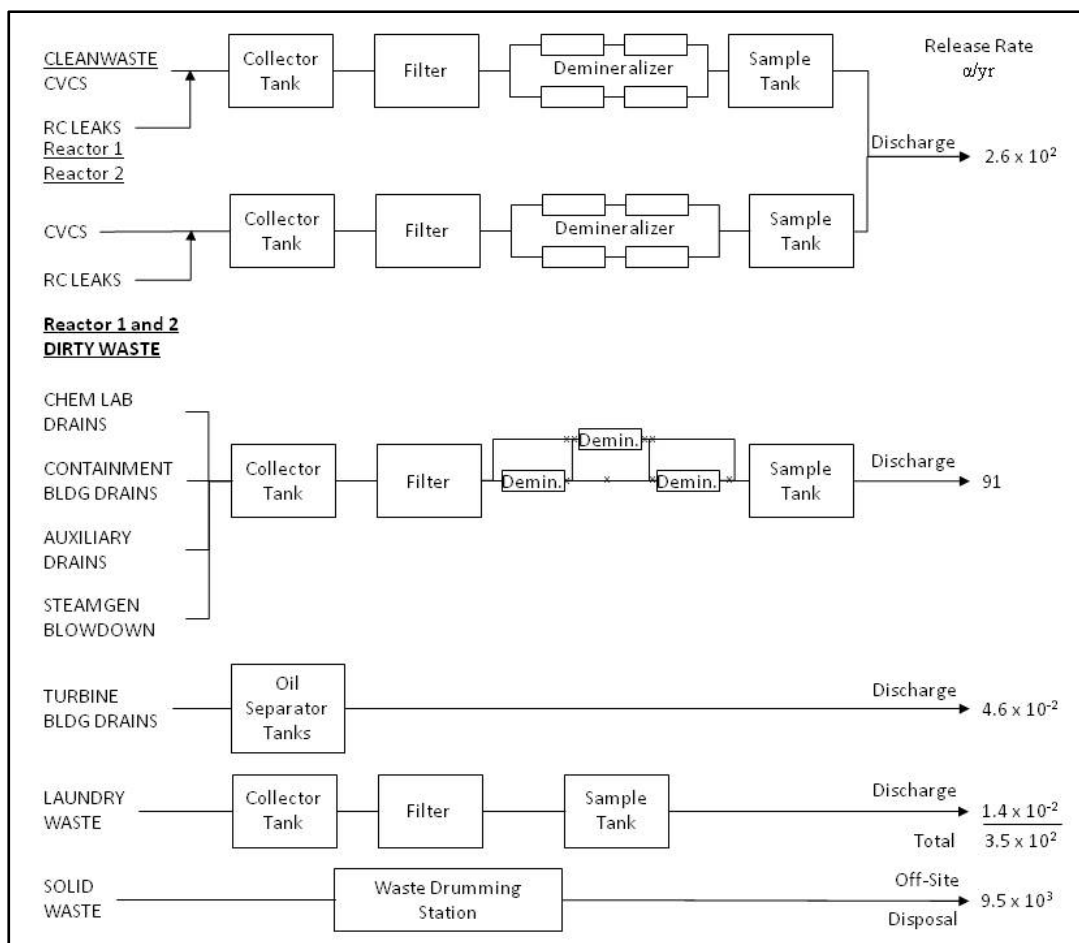 CLEANWASTE
CVCS
RC LEAKS
Reactor 1
Reactor 2
Collector
Tank
Filter
Demineralizer
Sample
Tank
Release Rate
α/yr
Discharge
2.6 x 10²
CVCS
RC LEAKS
Collector
Tank
Filter
Demineralizer
Sample
Tank
Reactor 1 and 2
DIRTY WASTE
CHEM LAB
DRAINS
CONTAINMENT
BLDG DRAINS
AUXILIARY
DRAINS
STEAMGEN
BLOWDOWN
Collector
Tank
Filter
Demin.
Demin.
Demin.
Sample
Tank
Discharge
91
TURBINE
BLDG DRAINS
Oil
Separator
Tanks
Discharge
4.6 x 10⁻²
LAUNDRY
WASTE
Collector
Tank
Filter
Sample
Tank
Discharge
1.4 x 10⁻²
Total 3.5 x 10²
SOLID
WASTE
Waste Drumming
Station
Off-Site
Disposal
9.5 x 10³